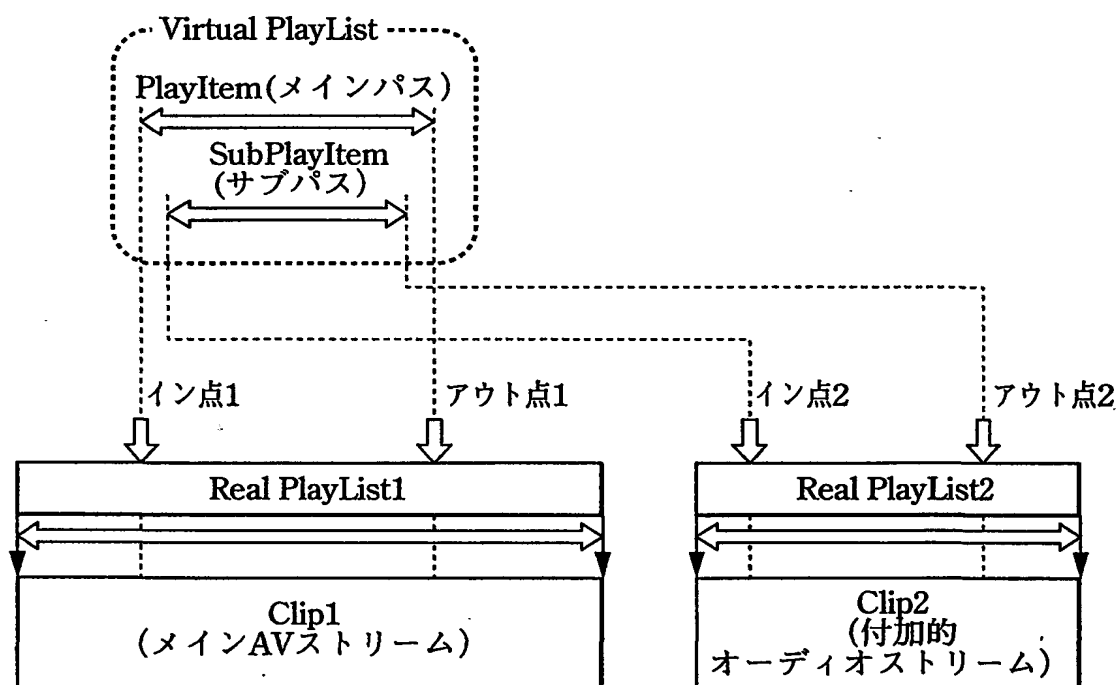 Virtual PlayList
PlayItem(メインパス)
SubPlayItem
(サブパス)
イン点1
アウト点1
イン点2
アウト点2
Real PlayList1
Real PlayList2
Clip1
(メインAVストリーム)
Clip2
(付加的
オーディオストリーム)